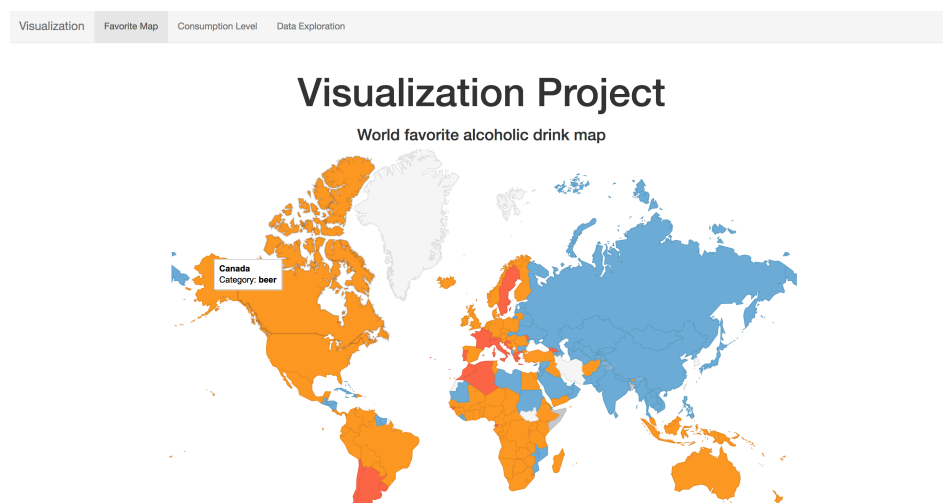 Visualization Favorite Map Consumption Level Data Exploration
Visualization Project
World favorite alcoholic drink map
Canada
Category: beer